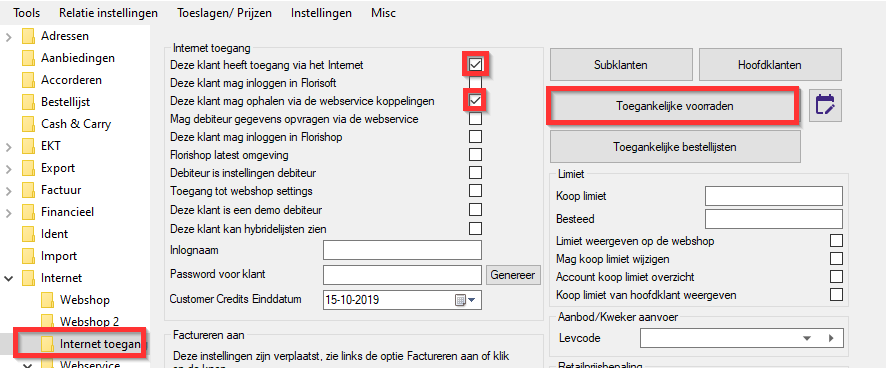 Tools Relatie instellingen Toeslagen/ Prijzen Instellingen Misc
Adressen
Aanbiedingen
Accorderen
Bestellijst
Cash & Carry
EKT
Export
Factuur
Financieel
Ident
Import
Internet
Webshop
Webshop 2
Internet toegang
Webservice
Internet toegang
Deze klant heeft toegang via het Internet
Deze klant mag inloggen in Florisoft
Deze klant mag ophalen via de webservice koppelingen
Mag debiteur gegevens opvragen via de webservice
Deze klant mag inloggen in Florishop
Florishop latest omgeving
Debiteur is instellingen debiteur
Toegang tot webshop settings
Deze klant is een demo debiteur
Deze klant kan hybridelijsten zien
Inlognaam
Password voor klant Genereer
Customer Credits Einddatum 15-10-2019
Factureren aan
Deze instellingen zijn verplaatst, zie links de optie Factureren aan of klik
Subklanten Hoofdklanten
Toegankelijke voorraden
Toegankelijke bestellijsten
Limiet
Koop limiet
Besteed
Limiet weergeven op de webshop
Mag koop limiet wijzigen
Account koop limiet overzicht
Koop limiet van hoofdklant weergeven
Aanbod/Kweker aanvoer
Levcode
Retailprijsbepaling